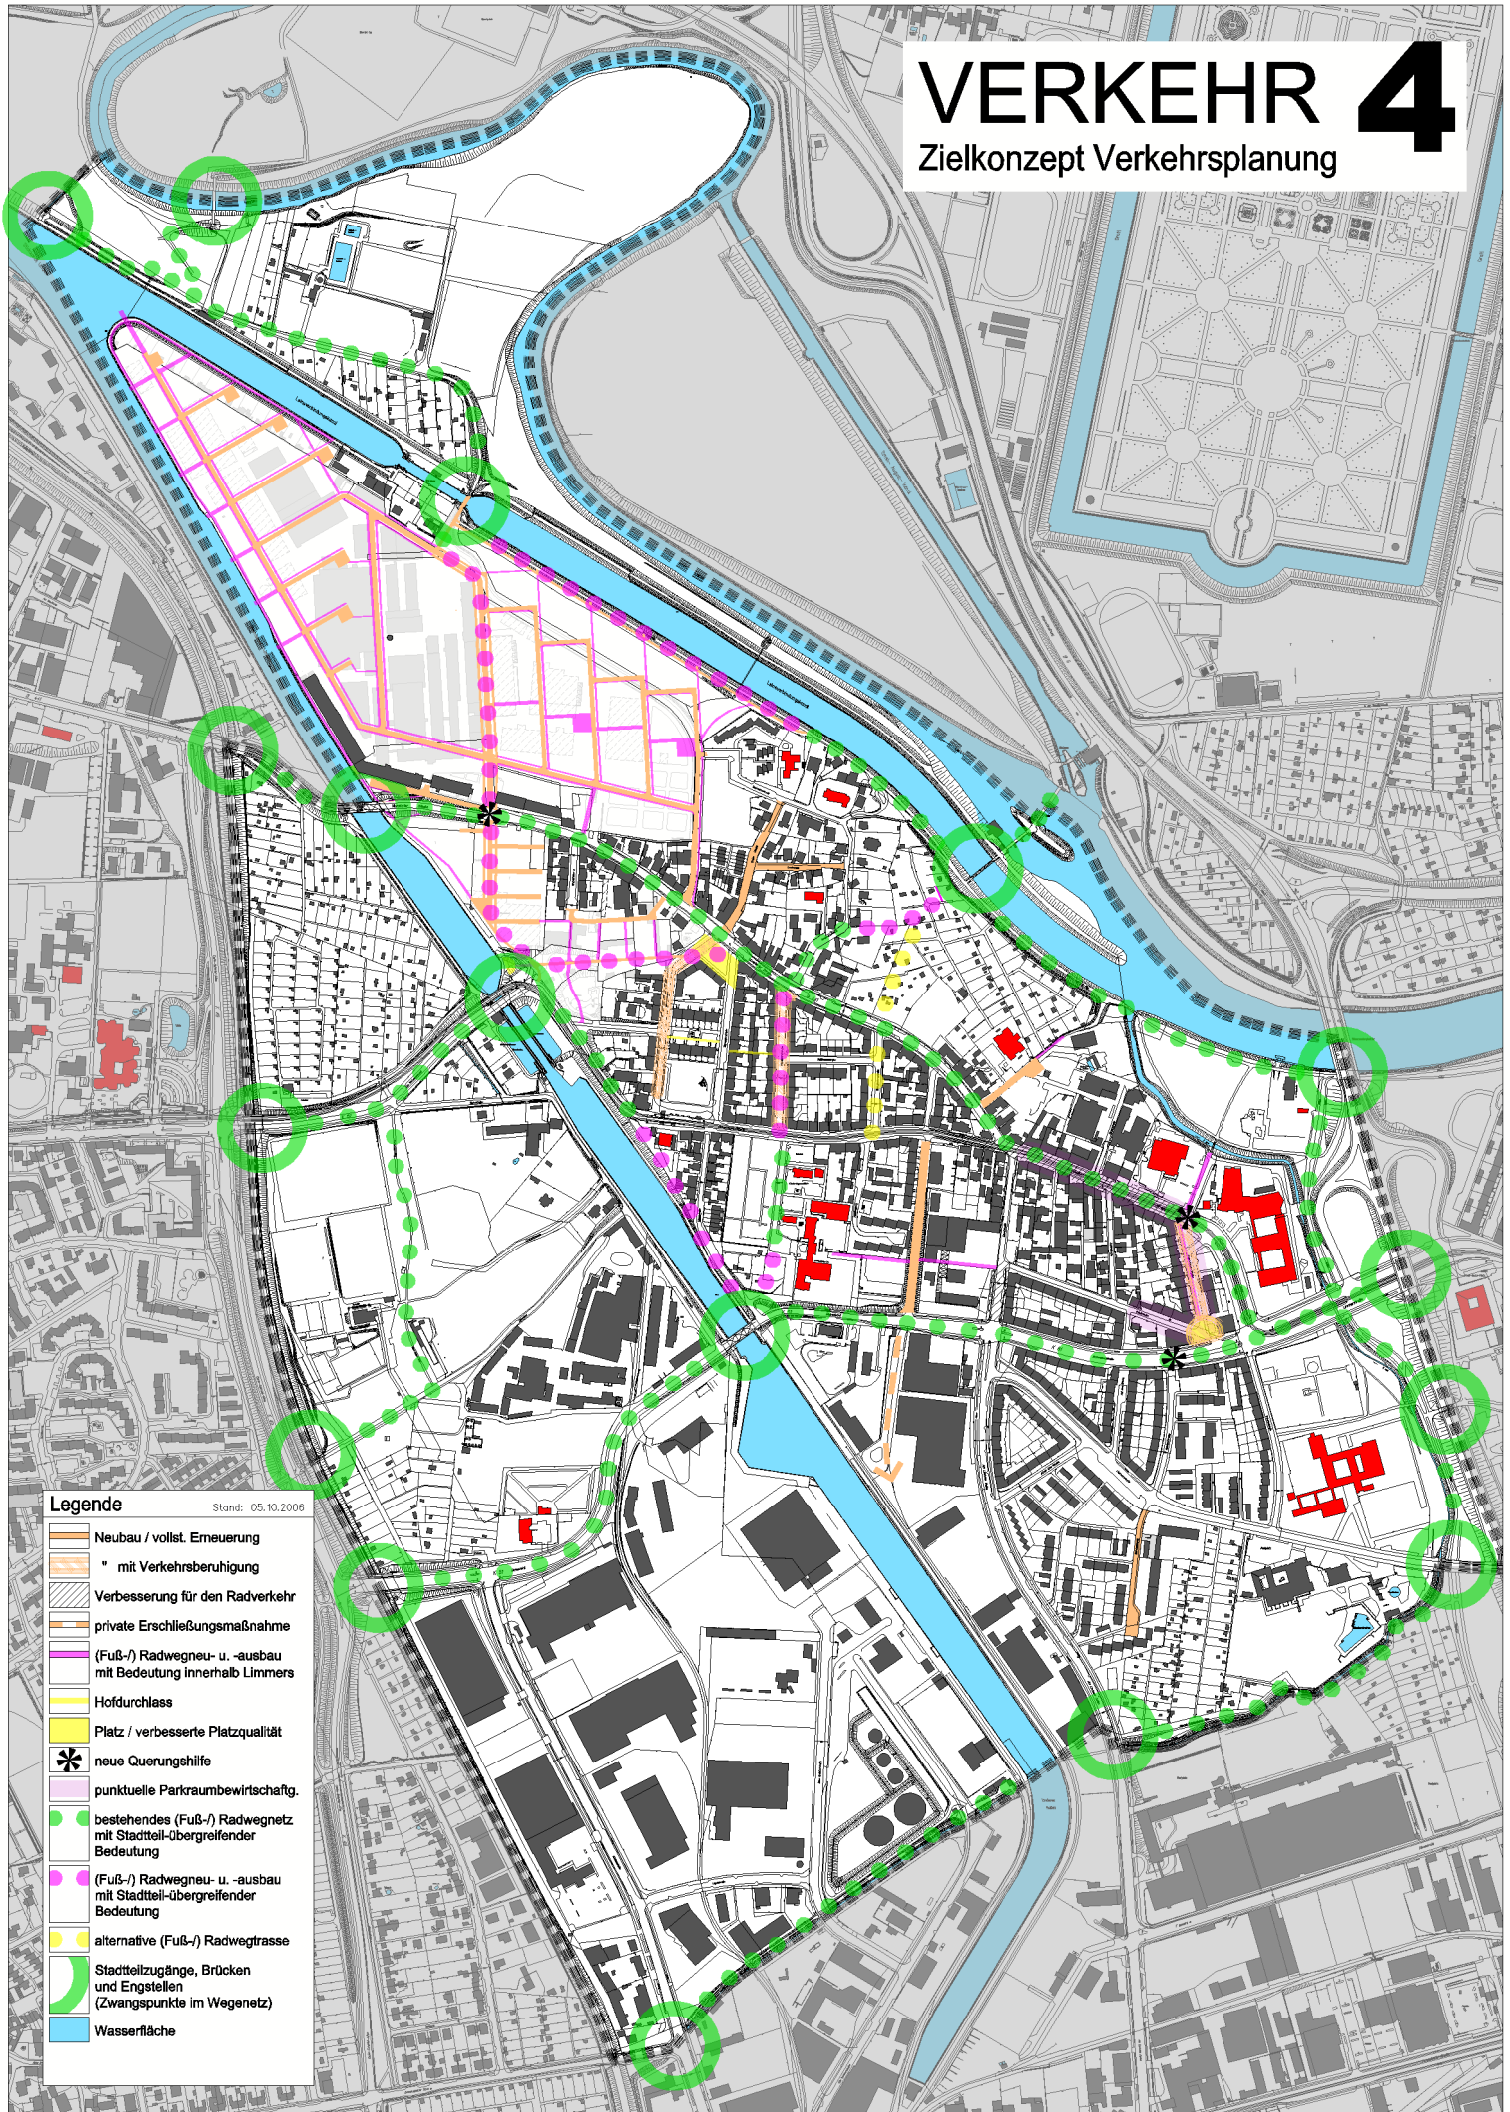 VERKEHR 4
Zielkonzept Verkehrsplanung
Legende
Stand: 05.10.2006
Neubau / vollst. Erneuerung
" mit Verkehrsberuhigung
Verbesserung für den Radverkehr
private Erschließungsmaßnahme
(Fuß-/) Radwegneu- u. -ausbau
mit Bedeutung innerhalb Limmers
Hofdurchlass
Platz / verbesserte Platzqualität
neue Querungshilfe
punktuelle Parkraumbewirtschaftg.
bestehendes (Fuß-/) Radwegnetz
mit Stadtteil-übergreifender
Bedeutung
(Fuß-/) Radwegneu- u. -ausbau
mit Stadtteil-übergreifender
Bedeutung
alternative (Fuß-/) Radwegtrasse
Stadtteilzugänge, Brücken
und Engstellen
(Zwangspunkte im Wegenetz)
Wasserfläche